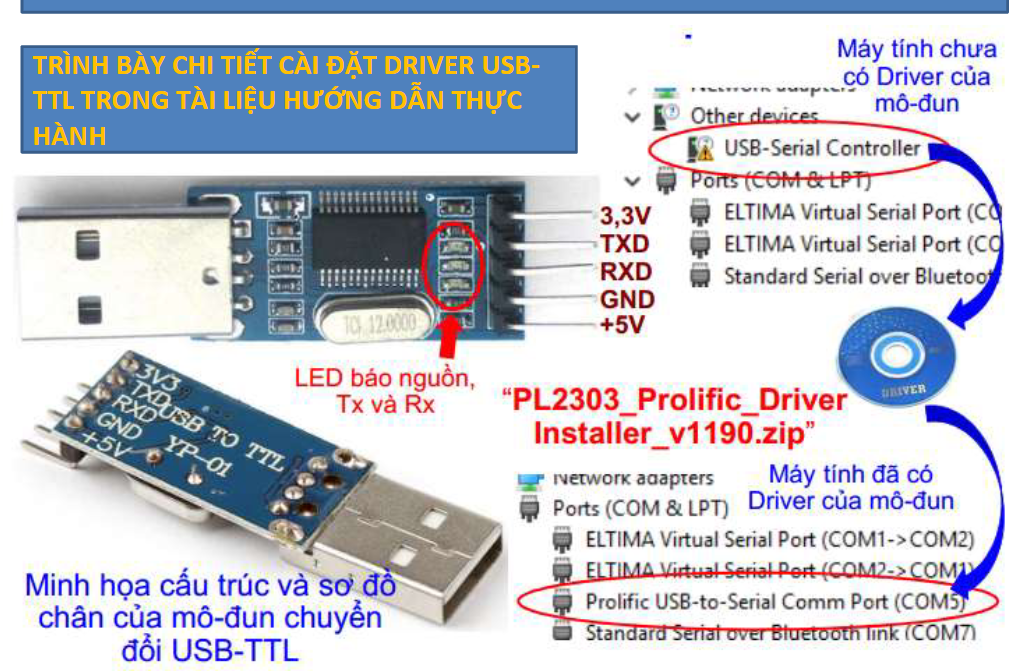 TRÌNH BÀY CHI TIẾT CÀI ĐẶT DRIVER USB-
TTL TRONG TÀI LIỆU HƯỚNG DẪN THỰC
HÀNH
Máy tính chưa
có Driver của
mô-đun
Network adapters
Other devices
USB-Serial Controller
Ports (COM & LPT)
ELTIMA Virtual Serial Port (CO
ELTIMA Virtual Serial Port (CO
Standard Serial over Bluetoot
3,3V
TXD
RXD
GND
+5V
TCL 12.0000
LED báo nguồn,
Tx và Rx
DRIVER
"PL2303_Prolific_Driver
Installer_v1190.zip"
3V3
TXD
RXD
GND
+5V
USB TO TTL
YP-01
Máy tính đã có
Driver của mô-đun
Network adapters
Ports (COM & LPT)
ELTIMA Virtual Serial Port (COM1->COM2)
ELTIMA Virtual Serial Port (COM2->COM1)
Prolific USB-to-Serial Comm Port (COM5)
Standard Serial over Bluetooth link (COM7)
Minh họa cấu trúc và sơ đồ
chân của mô-đun chuyển
đổi USB-TTL